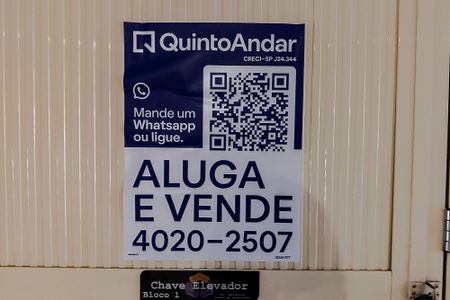 QuintoAndar
CRECI-SP J24.344
Mande um
Whatsapp
ou ligue.
ALUGA
E VENDE
4020-2507
Chave Elevador
Bloco 1